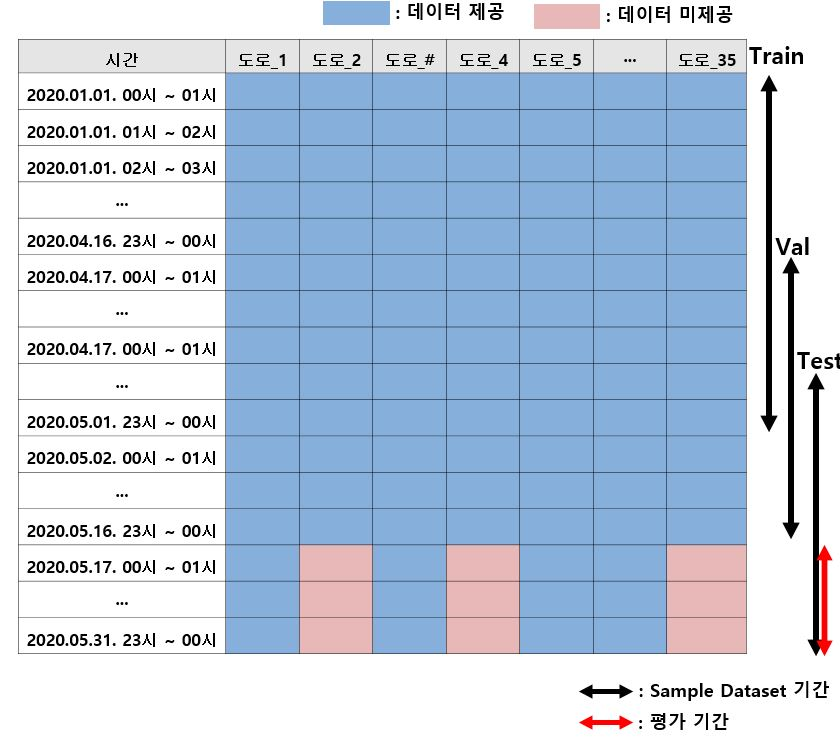 : 데이터 제공 : 데이터 미제공
시간 도로_1 도로_2 도로_# 도로_4 도로_5 ... 도로_35 Train
2020.01.01. 00시 ~ 01시
2020.01.01. 01시 ~ 02시
2020.01.01. 02시 ~ 03시
...
2020.04.16. 23시 ~ 00시
Val
2020.04.17. 00시 ~ 01시
...
2020.04.17. 00시 ~ 01시
Test
...
2020.05.01. 23시 ~ 00시
2020.05.02. 00시 ~ 01시
...
2020.05.16. 23시 ~ 00시
2020.05.17. 00시 ~ 01시
...
2020.05.31. 23시 ~ 00시
: Sample Dataset 기간
: 평가 기간